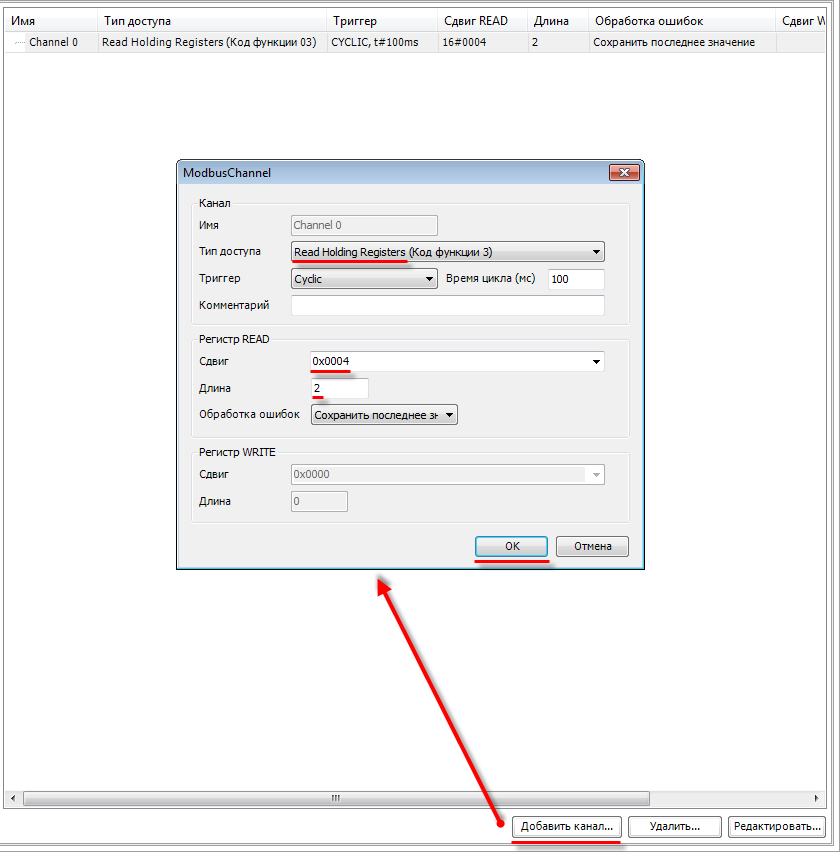 Имя Тип доступа Триггер Сдвиг READ Длина Обработка ошибок Сдвиг W
Channel 0 Read Holding Registers (Код функции 03) CYCLIC, t#100ms 16#0004 2 Сохранить последнее значение
ModbusChannel
Канал
Имя Channel 0
Тип доступа Read Holding Registers (Код функции 3)
Триггер Cyclic Время цикла (мс) 100
Комментарий
Регистр READ
Сдвиг 0x0004
Длина 2
Обработка ошибок Сохранить последнее зн
Регистр WRITE
Сдвиг 0x0000
Длина 0
OK Отмена
Добавить канал... Удалить... Редактировать...